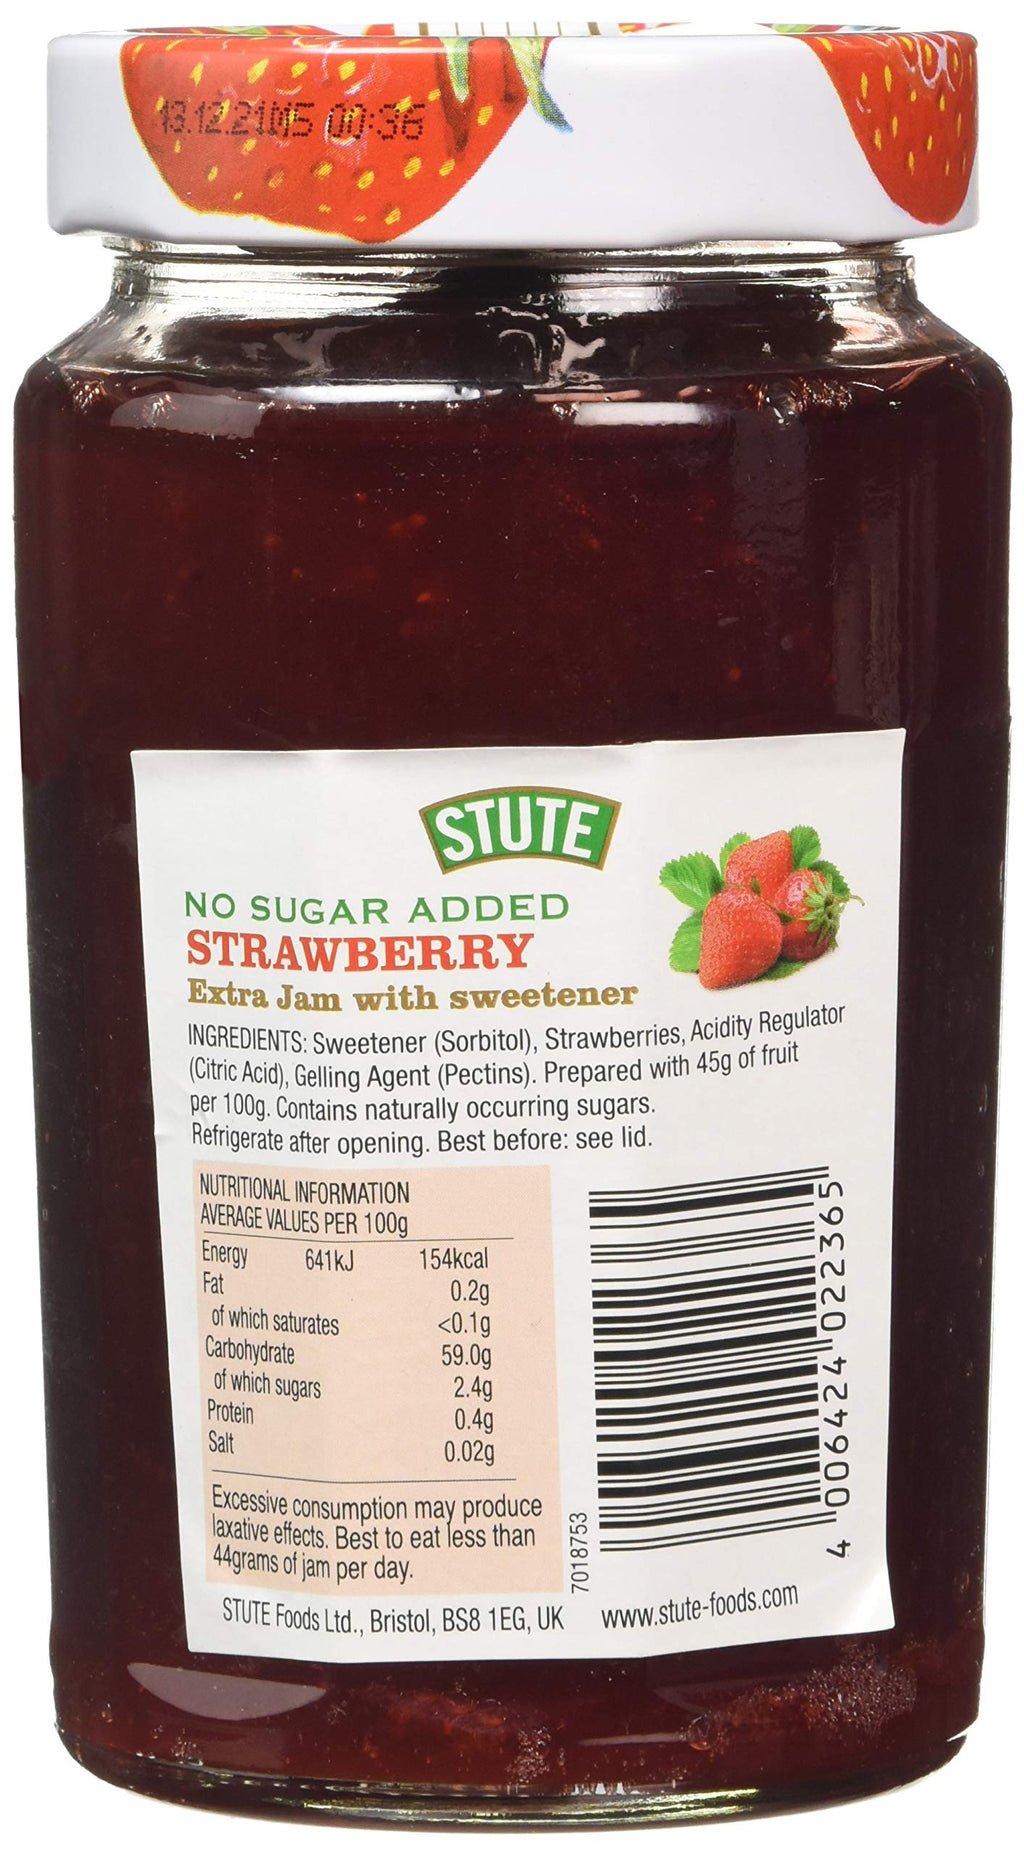 13.12.21 M5 00:36
STUTE
NO SUGAR ADDED
STRAWBERRY
Extra Jam with sweetener
INGREDIENTS: Sweetener (Sorbitol), Strawberries, Acidity Regulator
(Citric Acid), Gelling Agent (Pectins). Prepared with 45g of fruit
per 100g. Contains naturally occurring sugars.
Refrigerate after opening. Best before: see lid.
NUTRITIONAL INFORMATION
AVERAGE VALUES PER 100g
Energy 641kJ 154kcal
Fat 0.2g
of which saturates <0.1g
Carbohydrate 59.0g
of which sugars 2.4g
Protein 0.4g
Salt 0.02g
Excessive consumption may produce
laxative effects. Best to eat less than
44grams of jam per day.
7018753
4 006424 022365
STUTE Foods Ltd., Bristol, BS8 1EG, UK
www.stute-foods.com